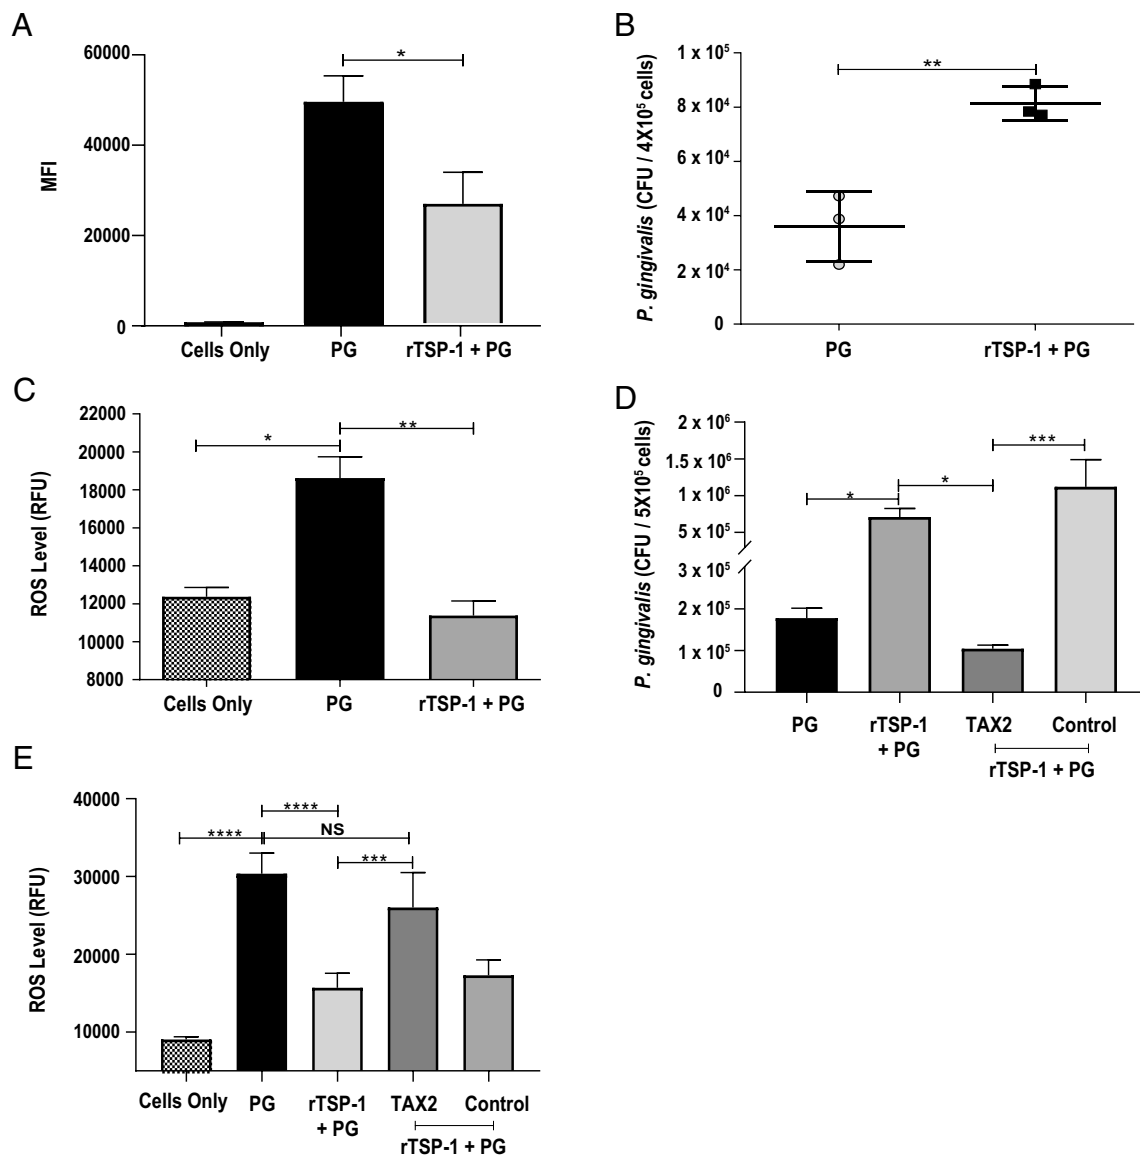 A
MFI
60000
40000
20000
0
*
Cells Only
PG
rTSP-1 + PG
B
P. gingivalis (CFU / 4X10⁵ cells)
1 x 10⁵
8 x 10⁴
6 x 10⁴
4 x 10⁴
2 x 10⁴
0
**
PG
rTSP-1 + PG
C
ROS Level (RFU)
22000
20000
18000
16000
14000
12000
10000
8000
*
**
Cells Only
PG
rTSP-1 + PG
D
P. gingivalis (CFU / 5X10⁵ cells)
2 x 10⁶
1.5 x 10⁶
1 x 10⁶
5 x 10⁵
3 x 10⁵
2 x 10⁵
1 x 10⁵
0
*
*
***
PG
rTSP-1
+ PG
TAX2
Control
rTSP-1 + PG
E
ROS Level (RFU)
40000
30000
20000
10000
****
****
NS
***
Cells Only
PG
rTSP-1
+ PG
TAX2
Control
rTSP-1 + PG